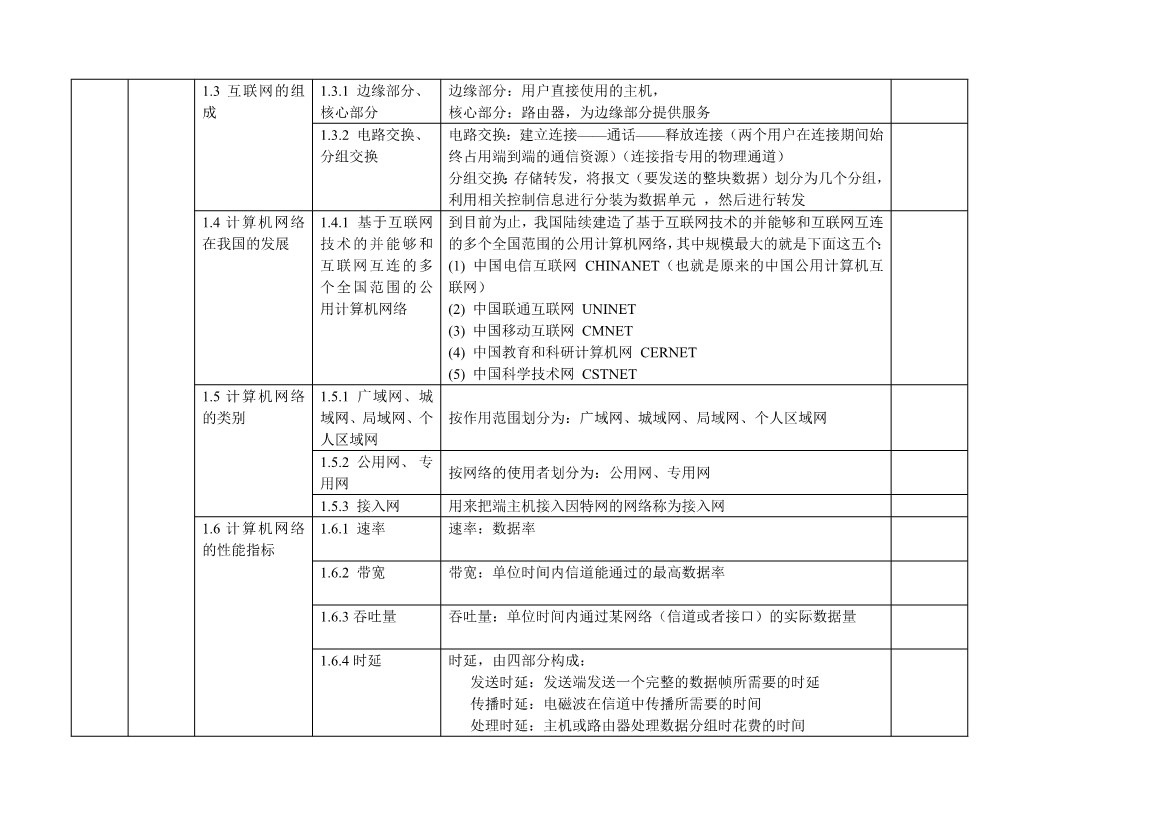 1.3 互联网的组
成
1.3.1 边缘部分、
核心部分
边缘部分：用户直接使用的主机，
核心部分：路由器，为边缘部分提供服务
1.3.2 电路交换、
分组交换
电路交换：建立连接——通话——释放连接（两个用户在连接期间始
终占用端到端的通信资源）（连接指专用的物理通道）
分组交换：存储转发，将报文（要发送的整块数据）划分为几个分组，
利用相关控制信息进行分装为数据单元 ，然后进行转发
1.4 计算机网络
在我国的发展
1.4.1 基于互联网
技术的并能够和
互联网互连的多
个全国范围的公
用计算机网络
到目前为止，我国陆续建造了基于互联网技术的并能够和互联网互连
的多个全国范围的公用计算机网络，其中规模最大的就是下面这五个：
(1) 中国电信互联网 CHINANET（也就是原来的中国公用计算机互
联网）
(2) 中国联通互联网 UNINET
(3) 中国移动互联网 CMNET
(4) 中国教育和科研计算机网 CERNET
(5) 中国科学技术网 CSTNET
1.5 计算机网络
的类别
1.5.1 广域网、城
域网、局域网、个
人区域网
按作用范围划分为：广域网、城域网、局域网、个人区域网
1.5.2 公用网、 专
用网
按网络的使用者划分为：公用网、专用网
1.5.3 接入网
用来把端主机接入因特网的网络称为接入网
1.6 计算机网络
的性能指标
1.6.1 速率
速率：数据率
1.6.2 带宽
带宽：单位时间内信道能通过的最高数据率
1.6.3 吞吐量
吞吐量：单位时间内通过某网络（信道或者接口）的实际数据量
1.6.4 时延
时延，由四部分构成：
发送时延：发送端发送一个完整的数据帧所需要的时延
传播时延：电磁波在信道中传播所需要的时间
处理时延：主机或路由器处理数据分组时花费的时间